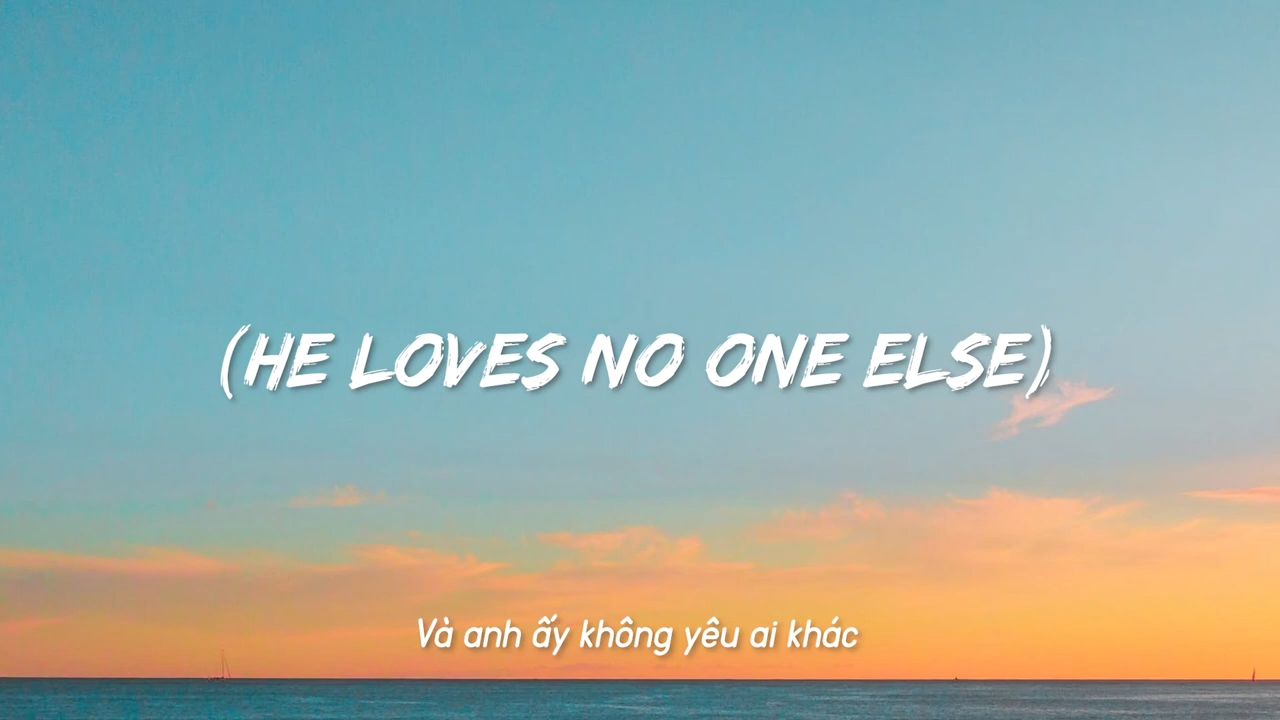 (HE LOVES NO ONE ELSE)
Và anh ấy không yêu ai khác